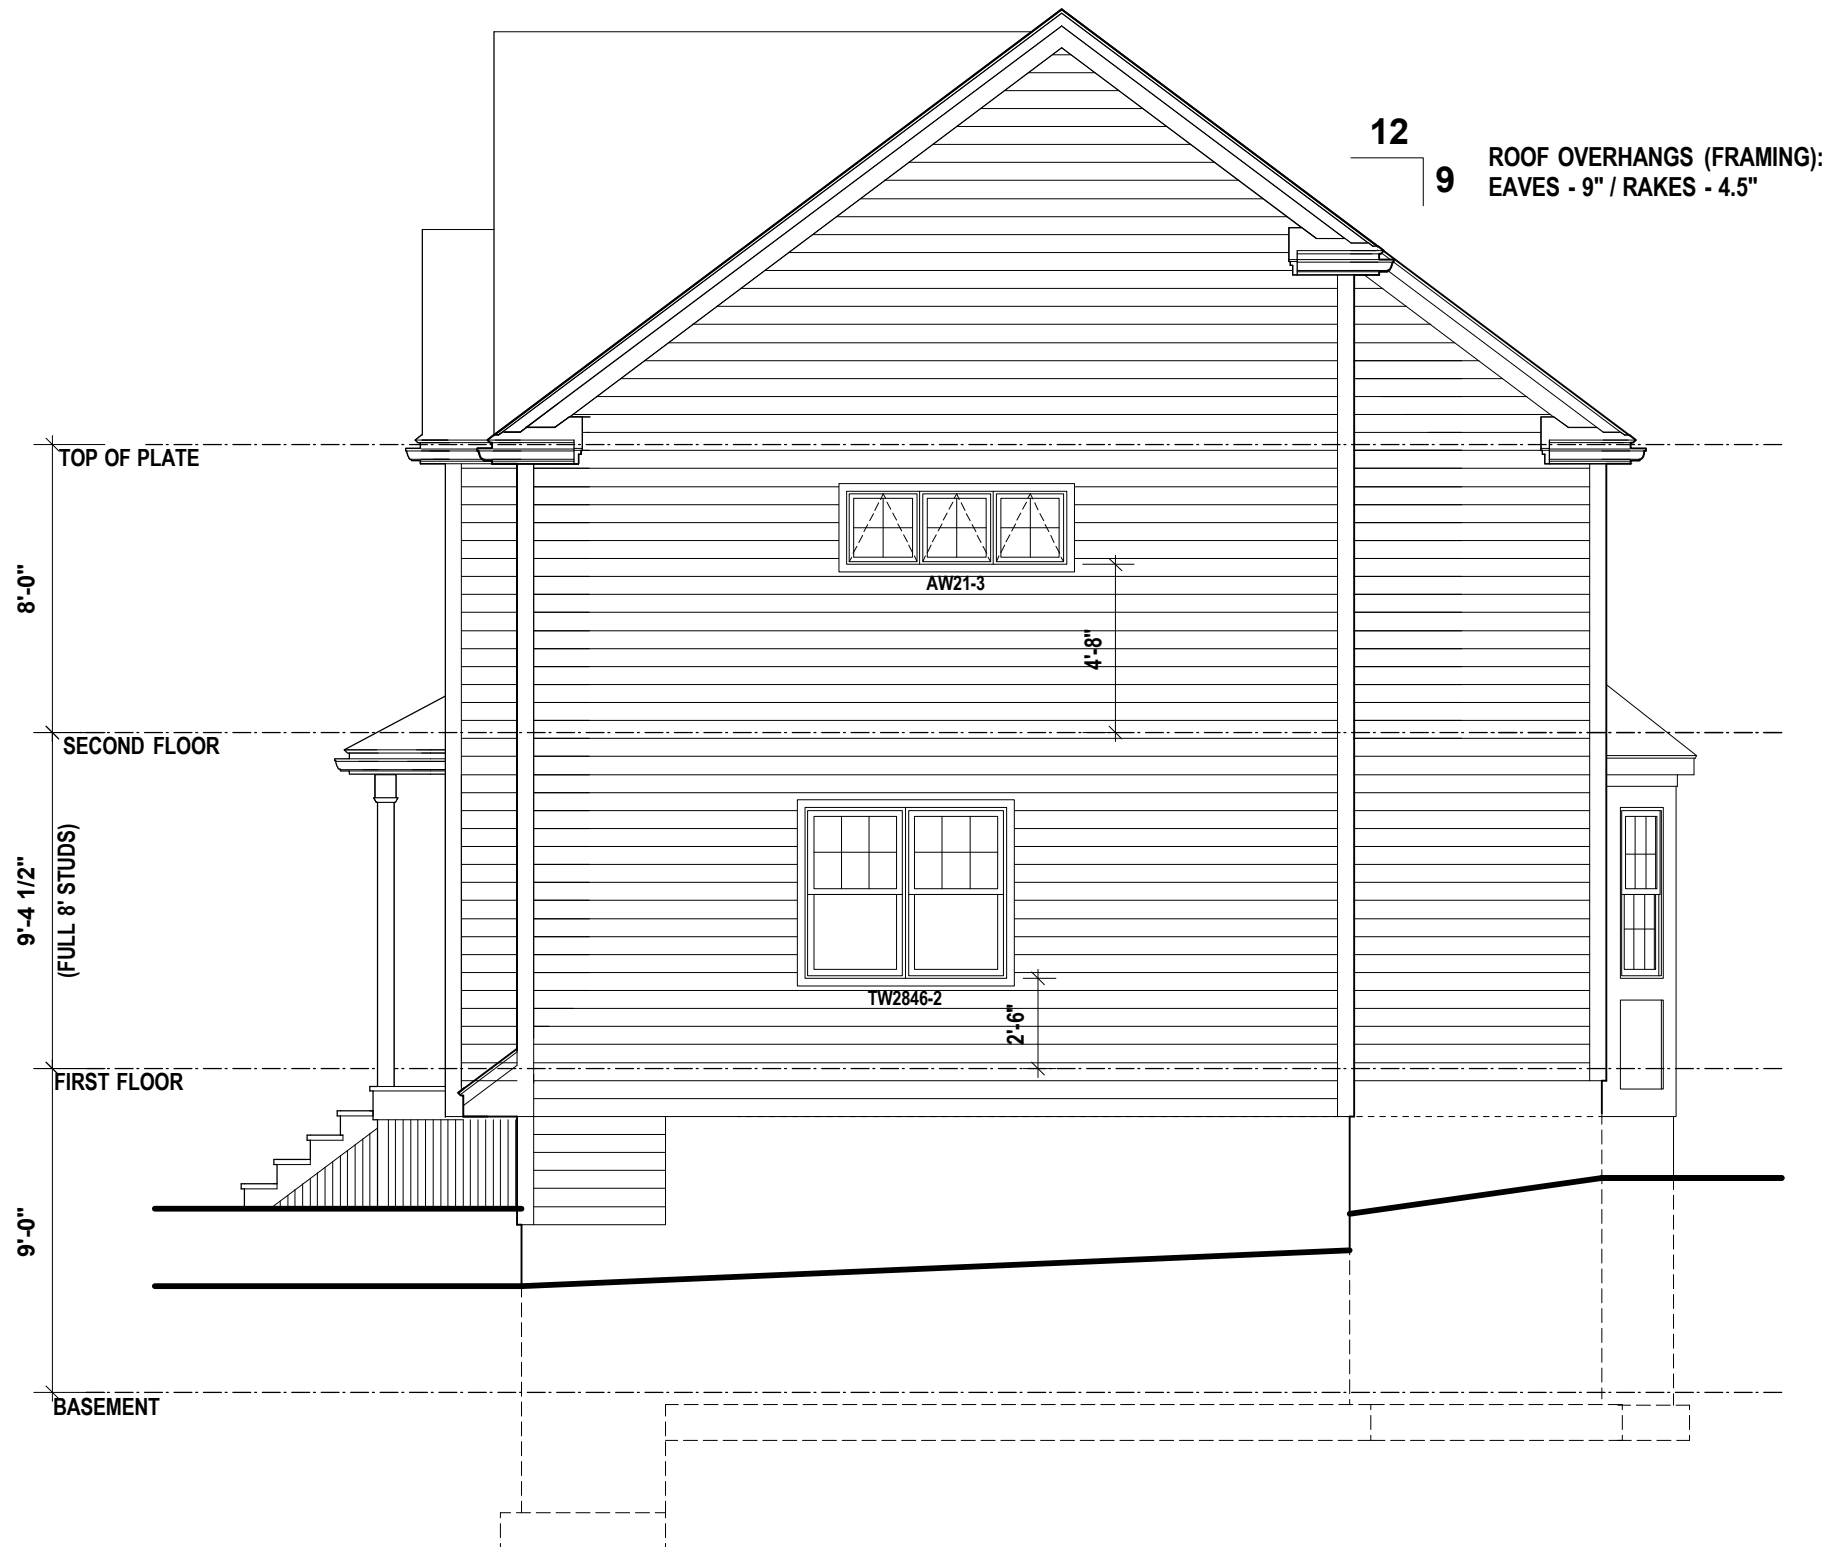 12
9
ROOF OVERHANGS (FRAMING):
EAVES - 9" / RAKES - 4.5"
TOP OF PLATE
8'-0"
AW21-3
4'-8"
SECOND FLOOR
9'-4 1/2"
(FULL 8' STUDS)
TW2846-2
2'-6"
FIRST FLOOR
9'-0"
BASEMENT